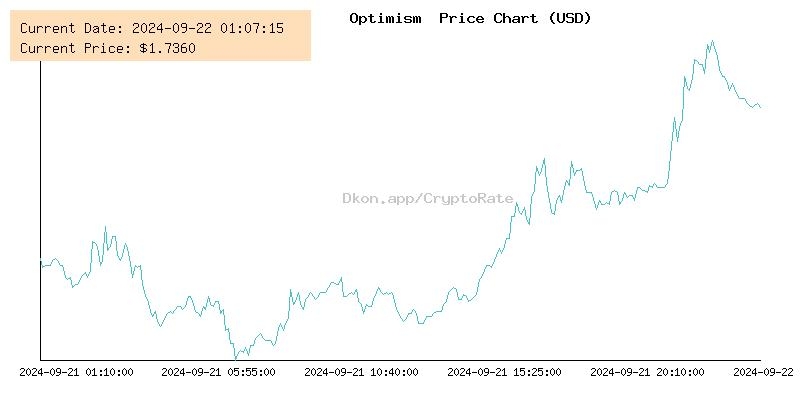 Optimism  Price Chart (USD)
Current Date: 2024-09-22 01:07:15
Current Price: $1.7360
Dkon.app/CryptoRate
2024-09-21 01:10:00 2024-09-21 05:55:00 2024-09-21 10:40:00 2024-09-21 15:25:00 2024-09-21 20:10:00 2024-09-22